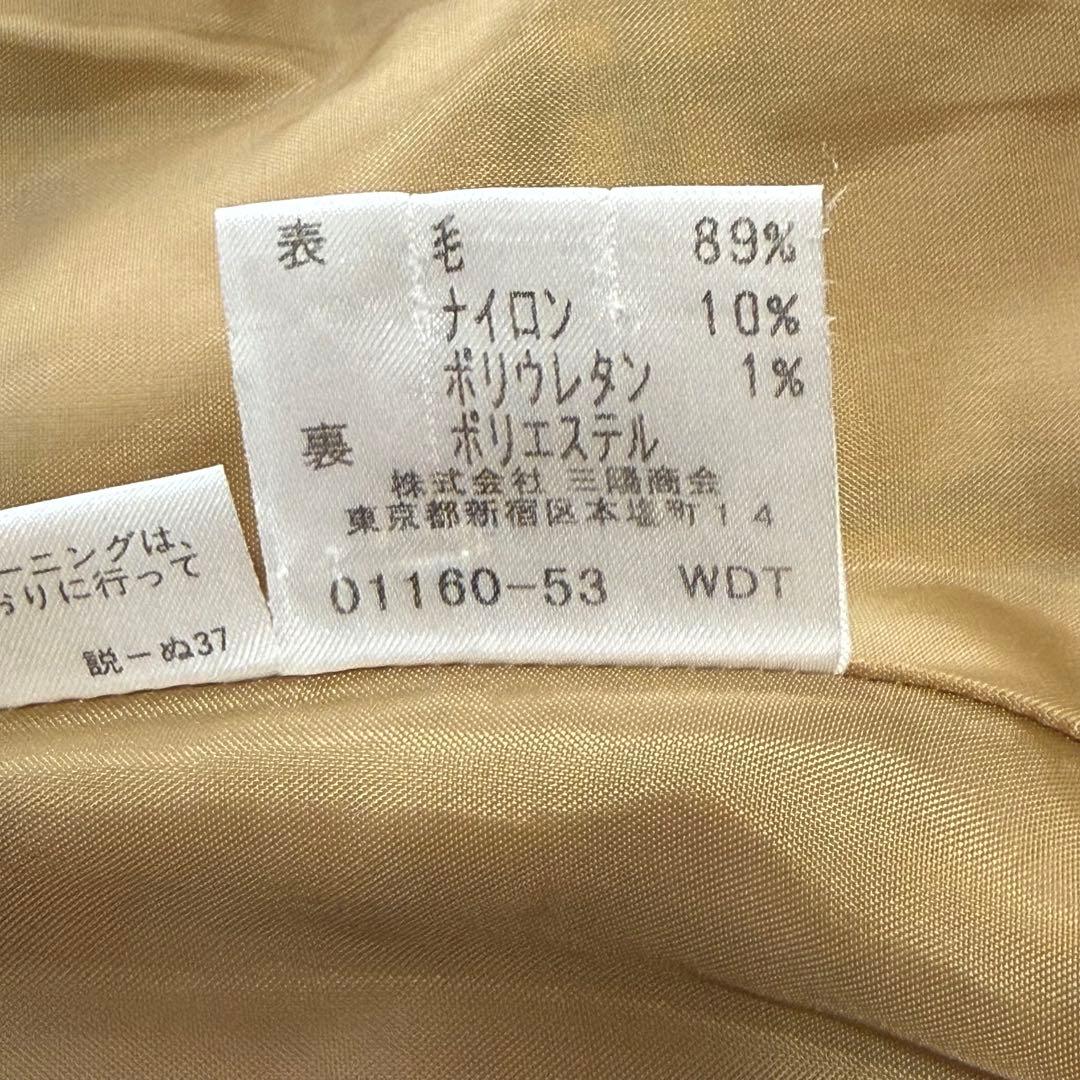 表 毛 89%
ナイロン 10%
ポリウレタン 1%
裏 ポリエステル
株式会社 三陽商会
東京都新宿区本塩町14
01160-53 WDT
ーニングは、
おりに行って
説ーぬ37